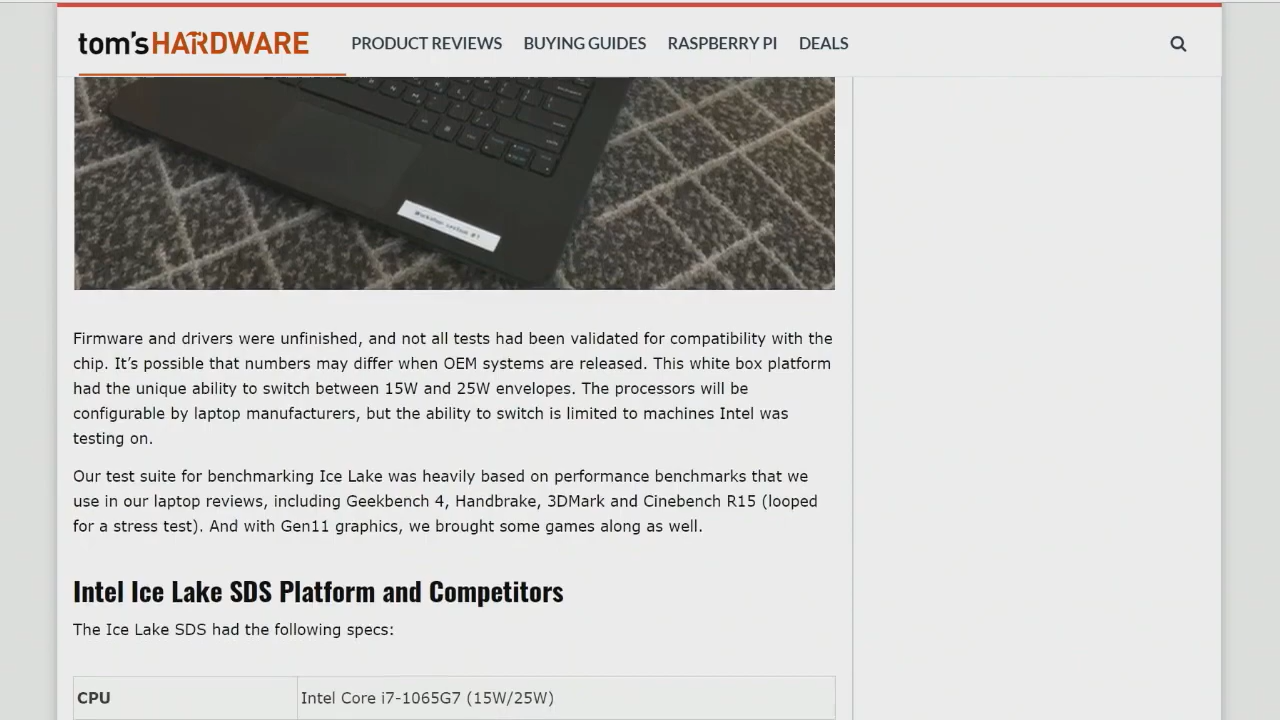 tom'sHARDWARE PRODUCT REVIEWS BUYING GUIDES RASPBERRY PI DEALS
Firmware and drivers were unfinished, and not all tests had been validated for compatibility with the
chip. It's possible that numbers may differ when OEM systems are released. This white box platform
had the unique ability to switch between 15W and 25W envelopes. The processors will be
configurable by laptop manufacturers, but the ability to switch is limited to machines Intel was
testing on.
Our test suite for benchmarking Ice Lake was heavily based on performance benchmarks that we
use in our laptop reviews, including Geekbench 4, Handbrake, 3DMark and Cinebench R15 (looped
for a stress test). And with Gen11 graphics, we brought some games along as well.
Intel Ice Lake SDS Platform and Competitors
The Ice Lake SDS had the following specs:
CPU Intel Core i7-1065G7 (15W/25W)